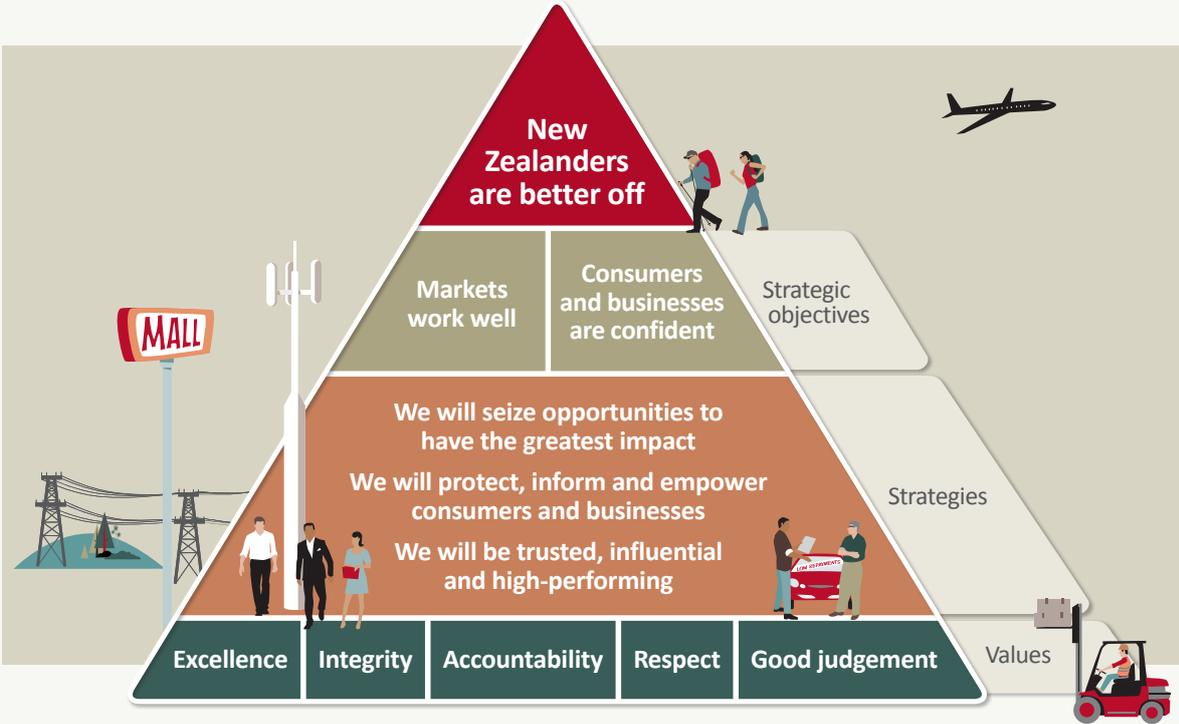 New
Zealanders
are better off
Markets
work well
Consumers
and businesses
are confident
Strategic
objectives
MALL
We will seize opportunities to
have the greatest impact
We will protect, inform and empower
consumers and businesses
We will be trusted, influential
and high-performing
Strategies
LOW REPAYMENTS
Excellence
Integrity
Accountability
Respect
Good judgement
Values